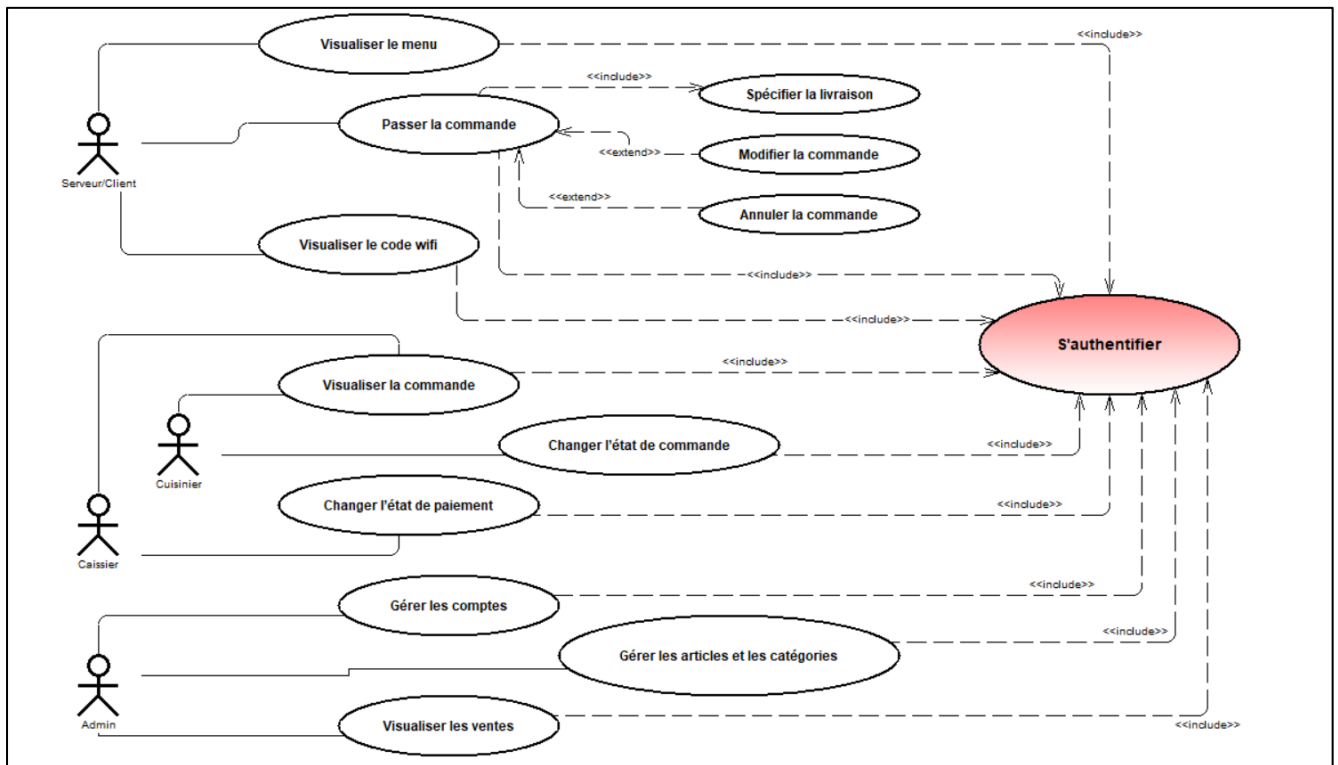 Visualiser le menu
<<include>>
<<include>>
Spécifier la livraison
Passer la commande
<<extend>>
Modifier la commande
Serveur/Client
<<extend>>
Annuler la commande
Visualiser le code wifi
<<include>>
<<include>>
S'authentifier
<<include>>
Visualiser la commande
Changer l'état de commande
<<include>>
Cuisinier
Changer l'état de paiement
<<include>>
Caissier
<<include>>
Gérer les comptes
<<include>>
Gérer les articles et les catégories
Admin
Visualiser les ventes
<<include>>